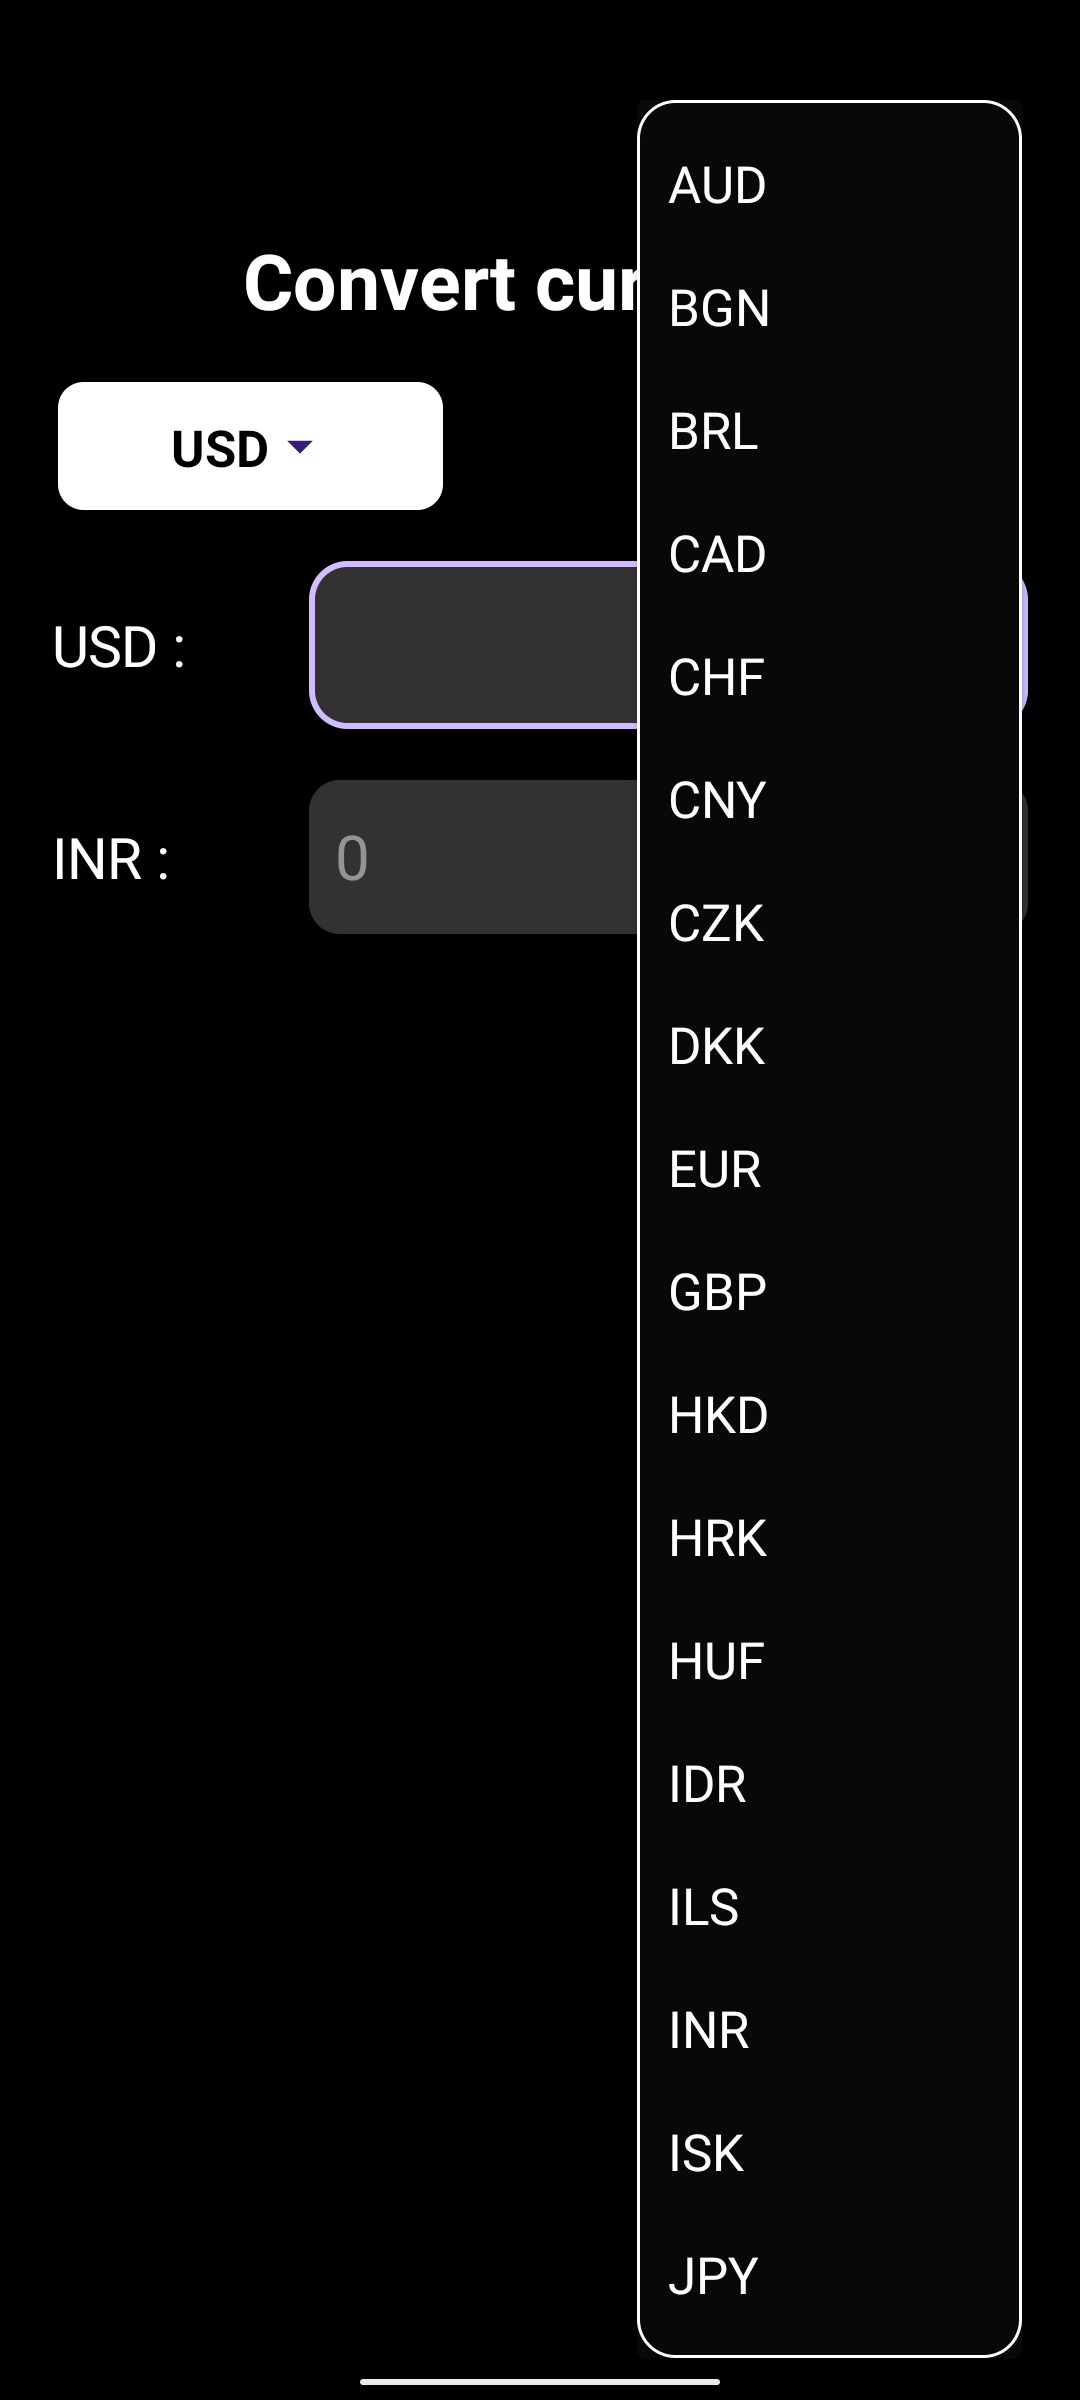 Convert cur
USD
USD :
INR :
0
AUD
BGN
BRL
CAD
CHF
CNY
CZK
DKK
EUR
GBP
HKD
HRK
HUF
IDR
ILS
INR
ISK
JPY